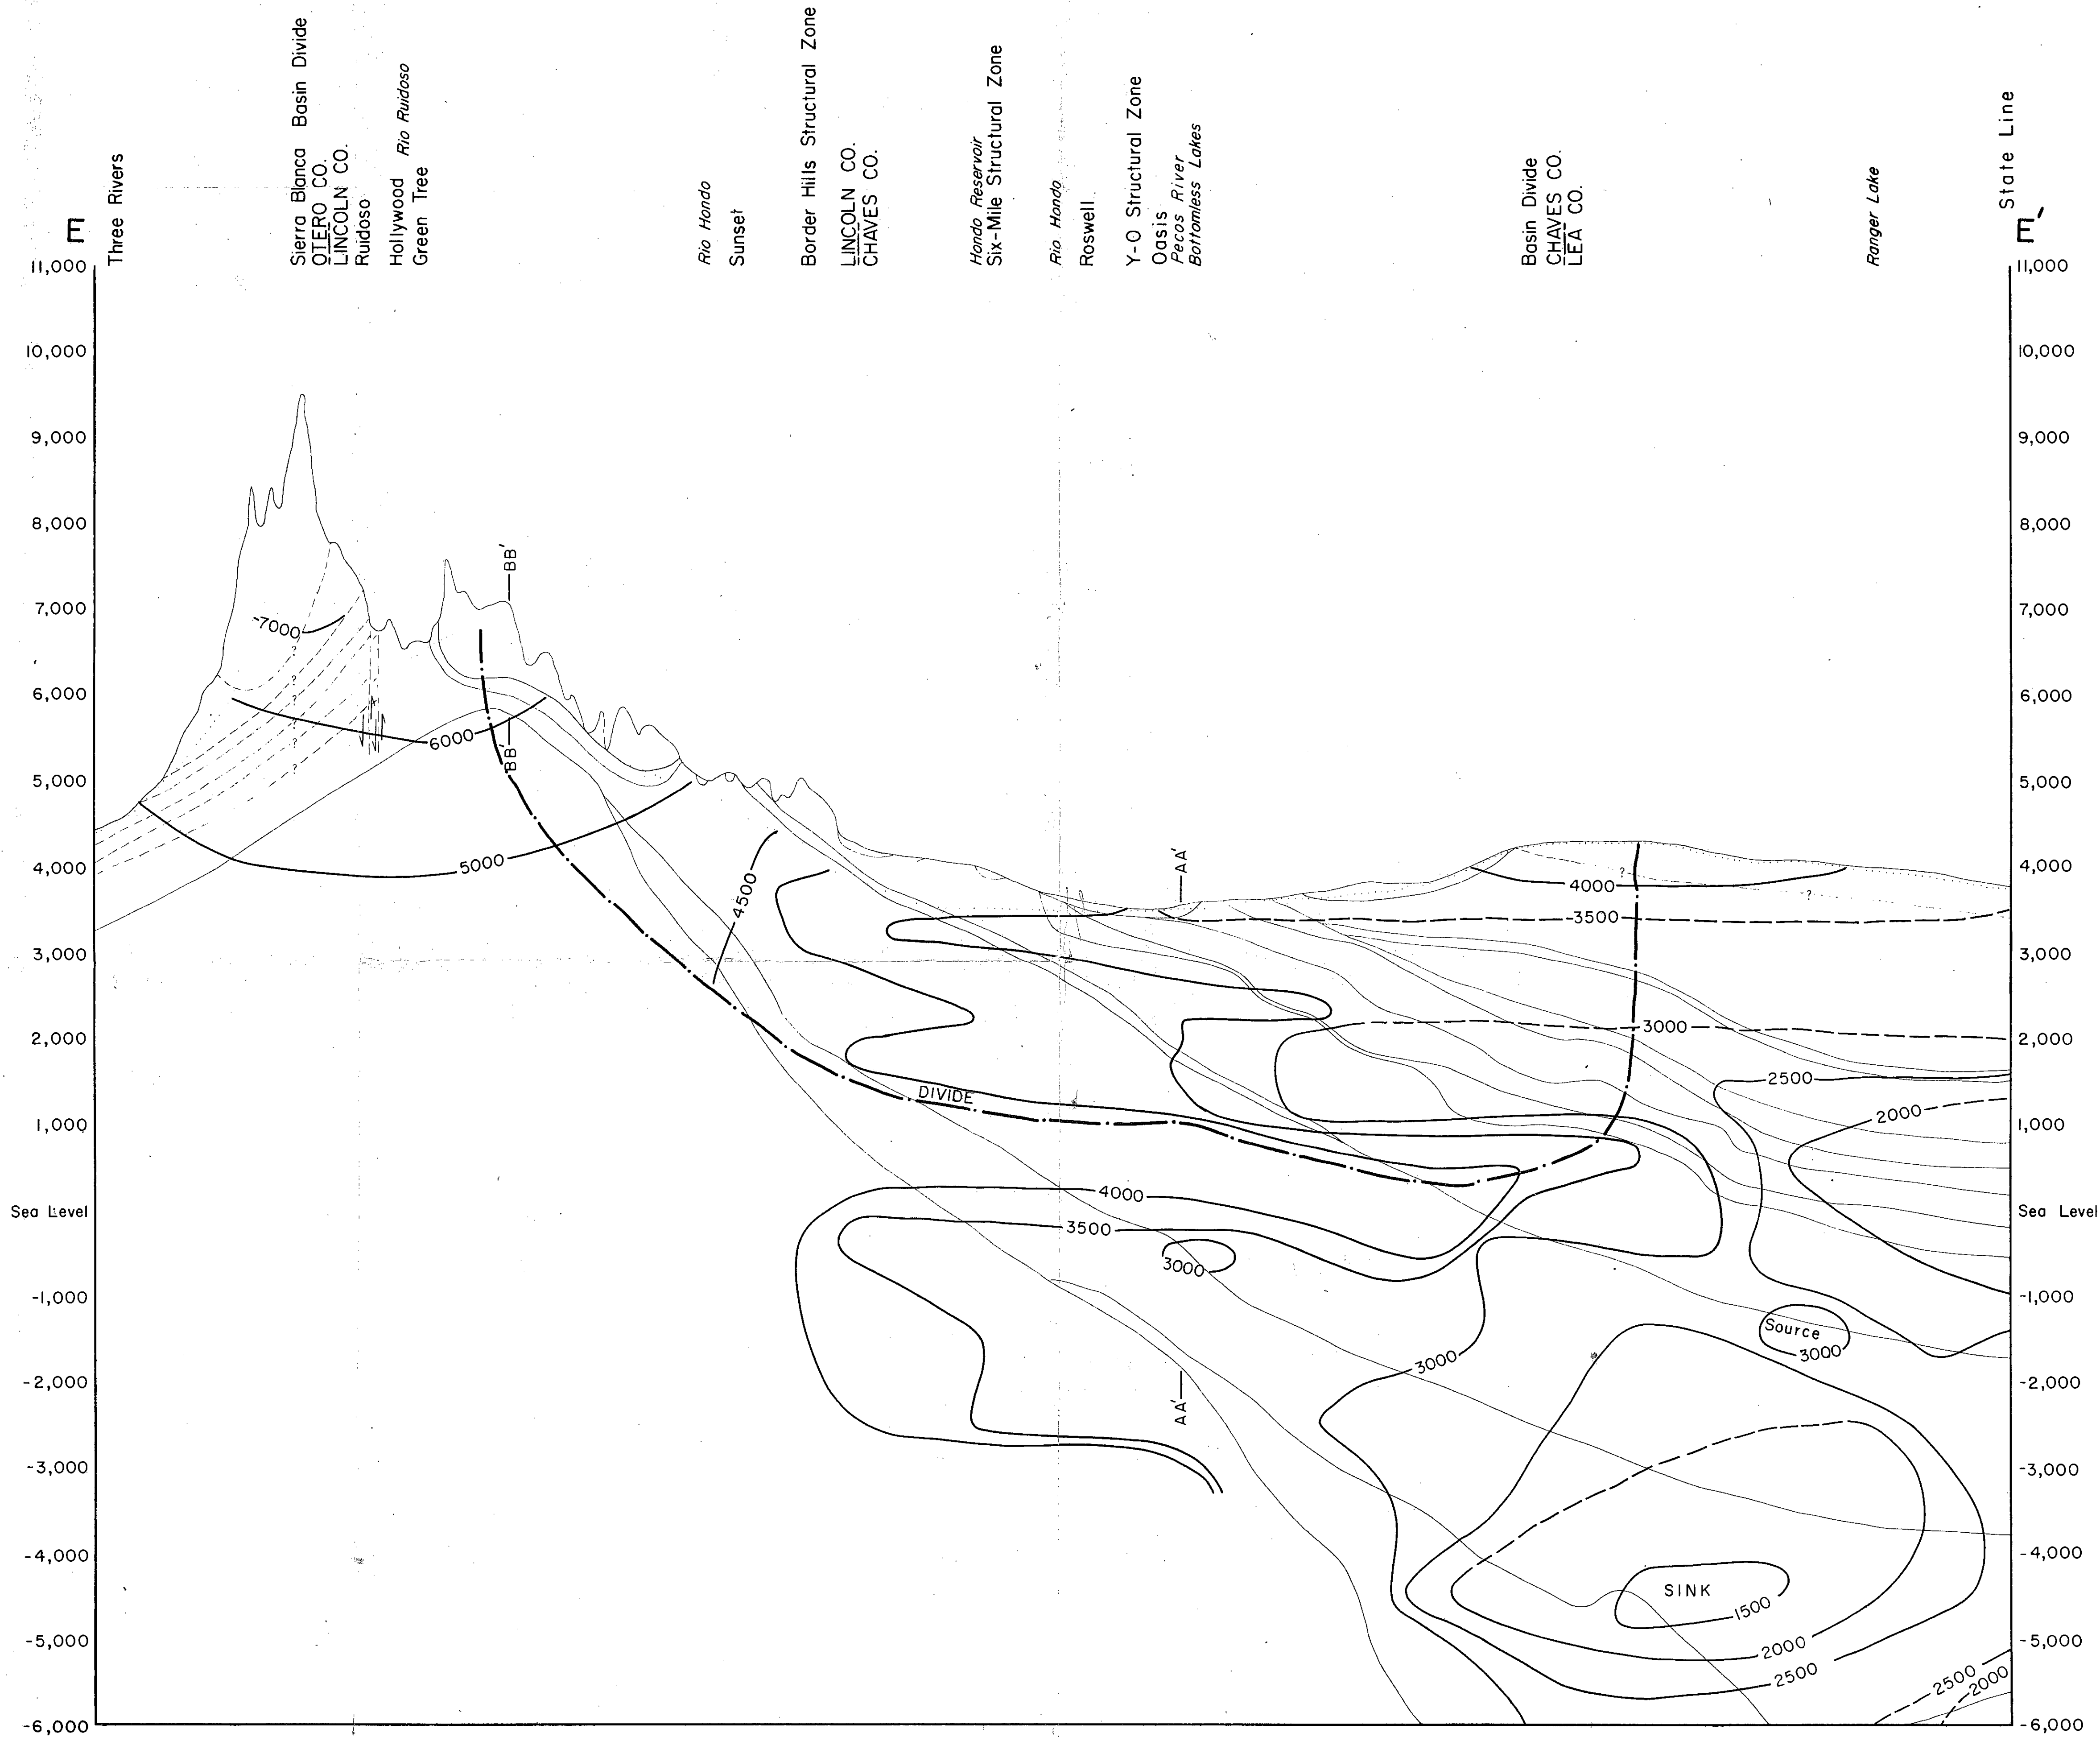 Three Rivers
Sierra Blanca Basin Divide
OTERO CO.
LINCOLN CO.
Ruidoso
Hollywood Rio Ruidoso
Green Tree
Rio Hondo
Sunset
Border Hills Structural Zone
LINCOLN CO.
CHAVES CO.
Hondo Reservoir
Six-Mile Structural Zone
Rio Hondo
Roswell
Y-O Structural Zone
Oasis
Pecos River
Bottomless Lakes
Basin Divide
CHAVES CO.
LEA CO.
Ranger Lake
State Line
E
E'
11,000
10,000
9,000
8,000
7,000
6,000
5,000
4,000
3,000
2,000
1,000
Sea Level
-1,000
-2,000
-3,000
-4,000
-5,000
-6,000
11,000
10,000
9,000
8,000
7,000
6,000
5,000
4,000
3,000
2,000
1,000
Sea Level
-1,000
-2,000
-3,000
-4,000
-5,000
-6,000
BB'
7000
?
?
?
?
?
?
6000
BB'
5000
4500
AA'
?
4000
?
3500
3000
2500
2000
DIVIDE
4000
3500
3000
Source
3000
3000
AA'
SINK
1500
2000
2500
2500
2000